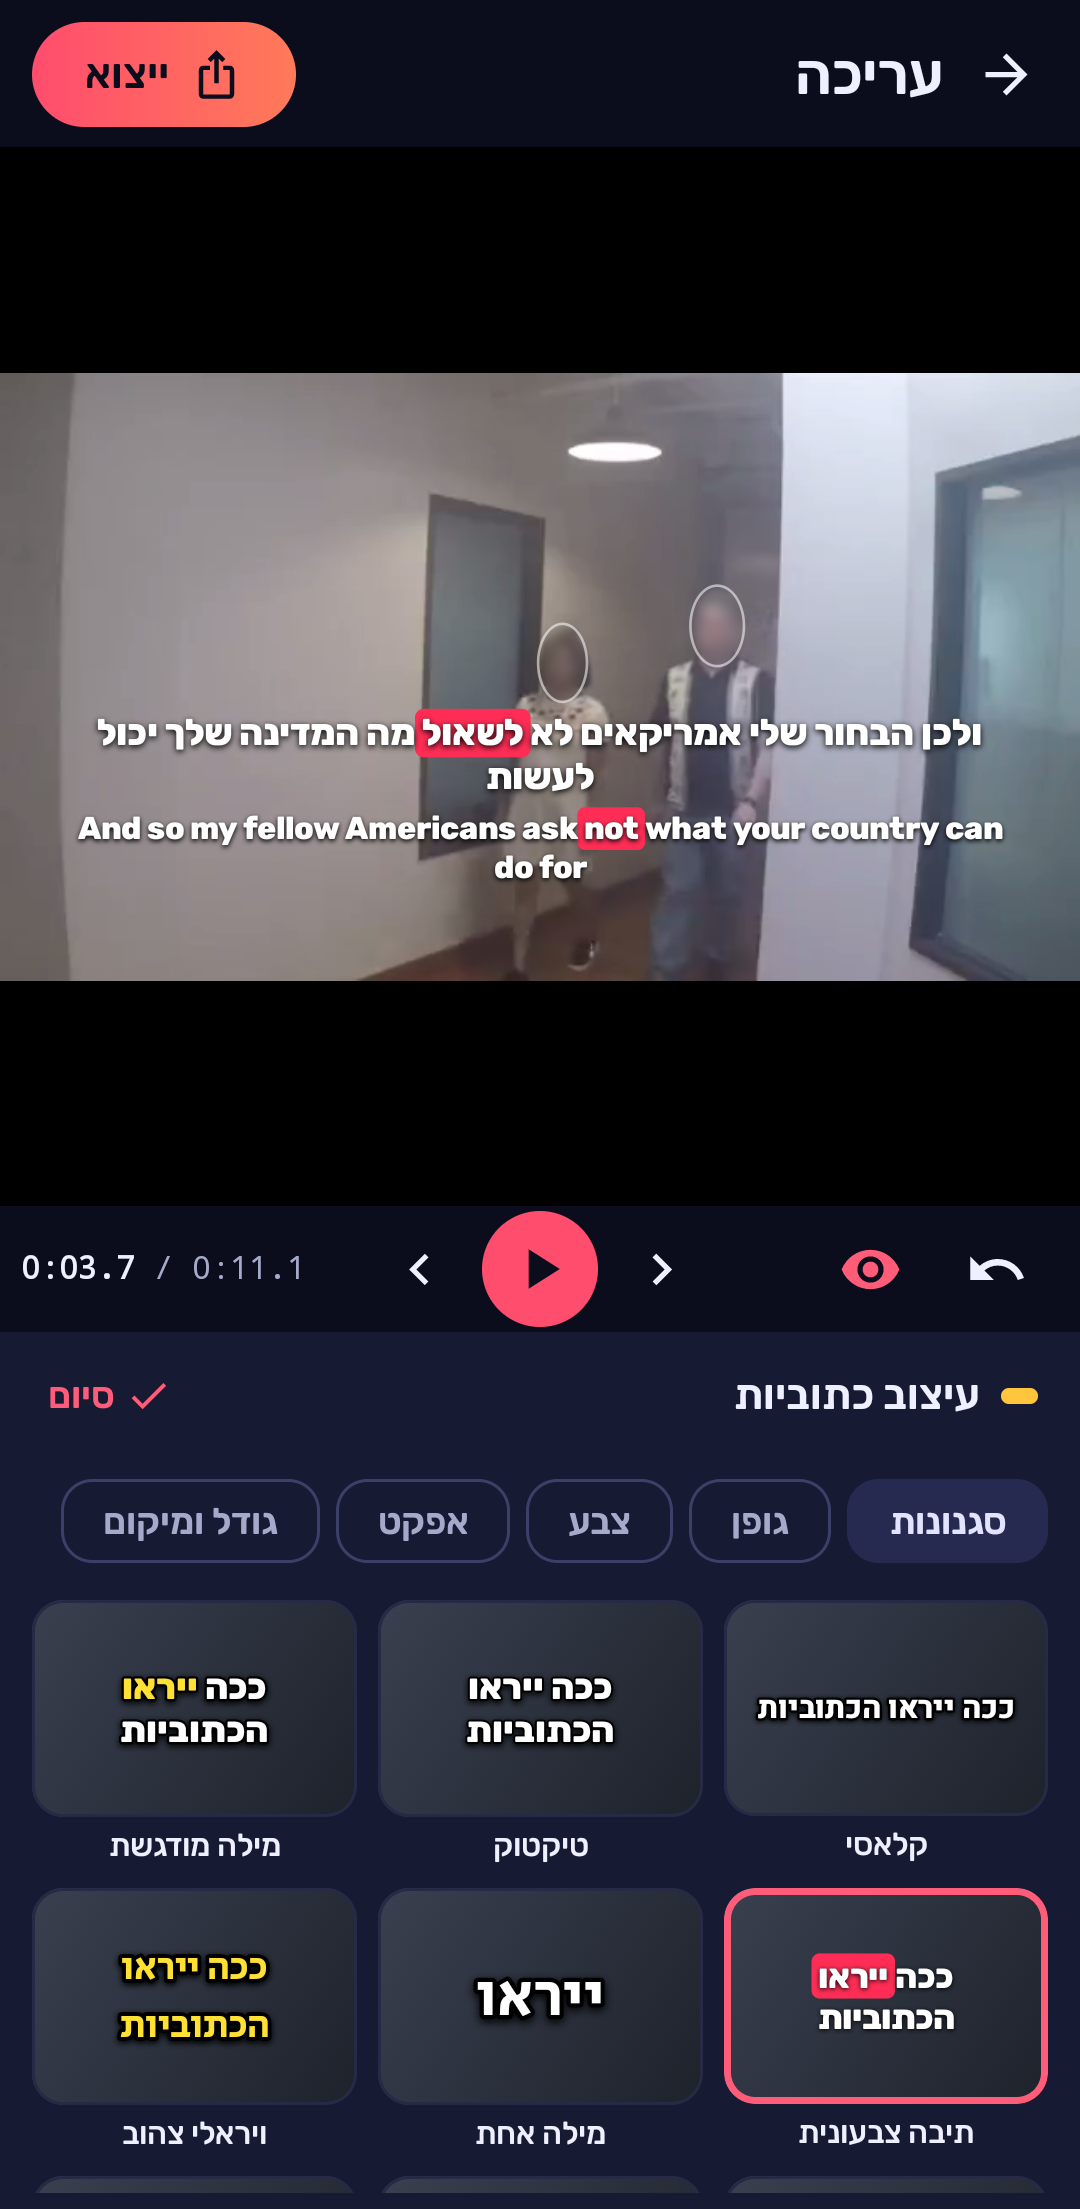 עריכה
ייצוא
ולכן הבחור שלי אמריקאים לא לשאול מה המדינה שלך יכול
לעשות
And so my fellow Americans ask not what your country can
do for
0:03.7 / 0:11.1
עיצוב כתוביות
סיום
סגנונות
גופן
צבע
אפקט
גודל ומיקום
ככה ייראו הכתוביות
קלאסי
ככה ייראו
הכתוביות
טיקטוק
ככה ייראו
הכתוביות
מילה מודגשת
ככה ייראו
הכתוביות
תיבה צבעונית
ייראו
מילה אחת
ככה ייראו
הכתוביות
ויראלי צהוב